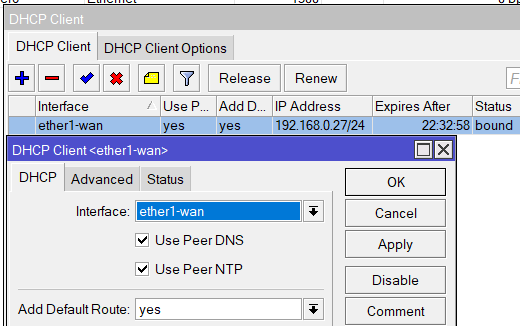 Ethernet 1500
DHCP Client
DHCP Client DHCP Client Options
Release Renew
Interface Use P... Add D... IP Address Expires After Status
ether1-wan yes yes 192.168.0.27/24 22:32:58 bound
DHCP Client <ether1-wan>
DHCP Advanced Status
OK
Interface: ether1-wan
Cancel
Use Peer DNS
Apply
Use Peer NTP
Disable
Add Default Route: yes
Comment